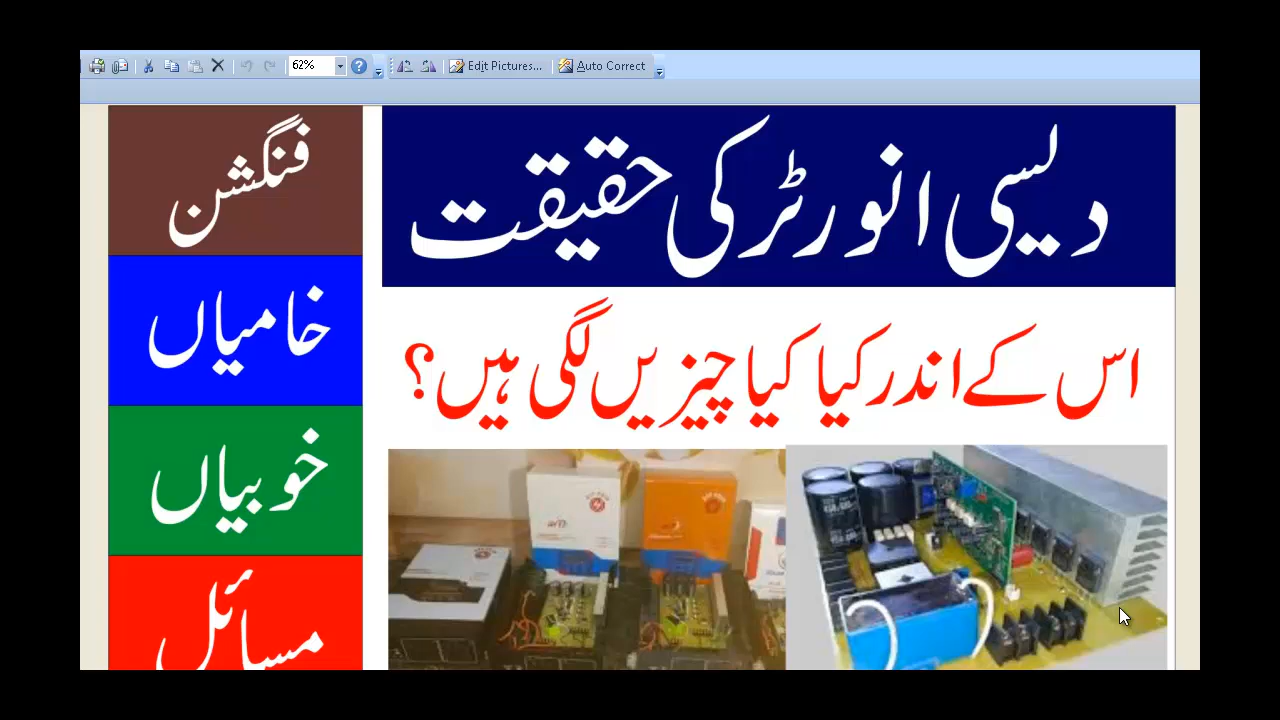 62%
Edit Pictures...
Auto Correct
دیسی انورٹر کی حقیقت
اس کے اندر کیا کیا چیزیں لگی ہیں؟
فنگشن
خامیاں
خوبیاں
مسائل